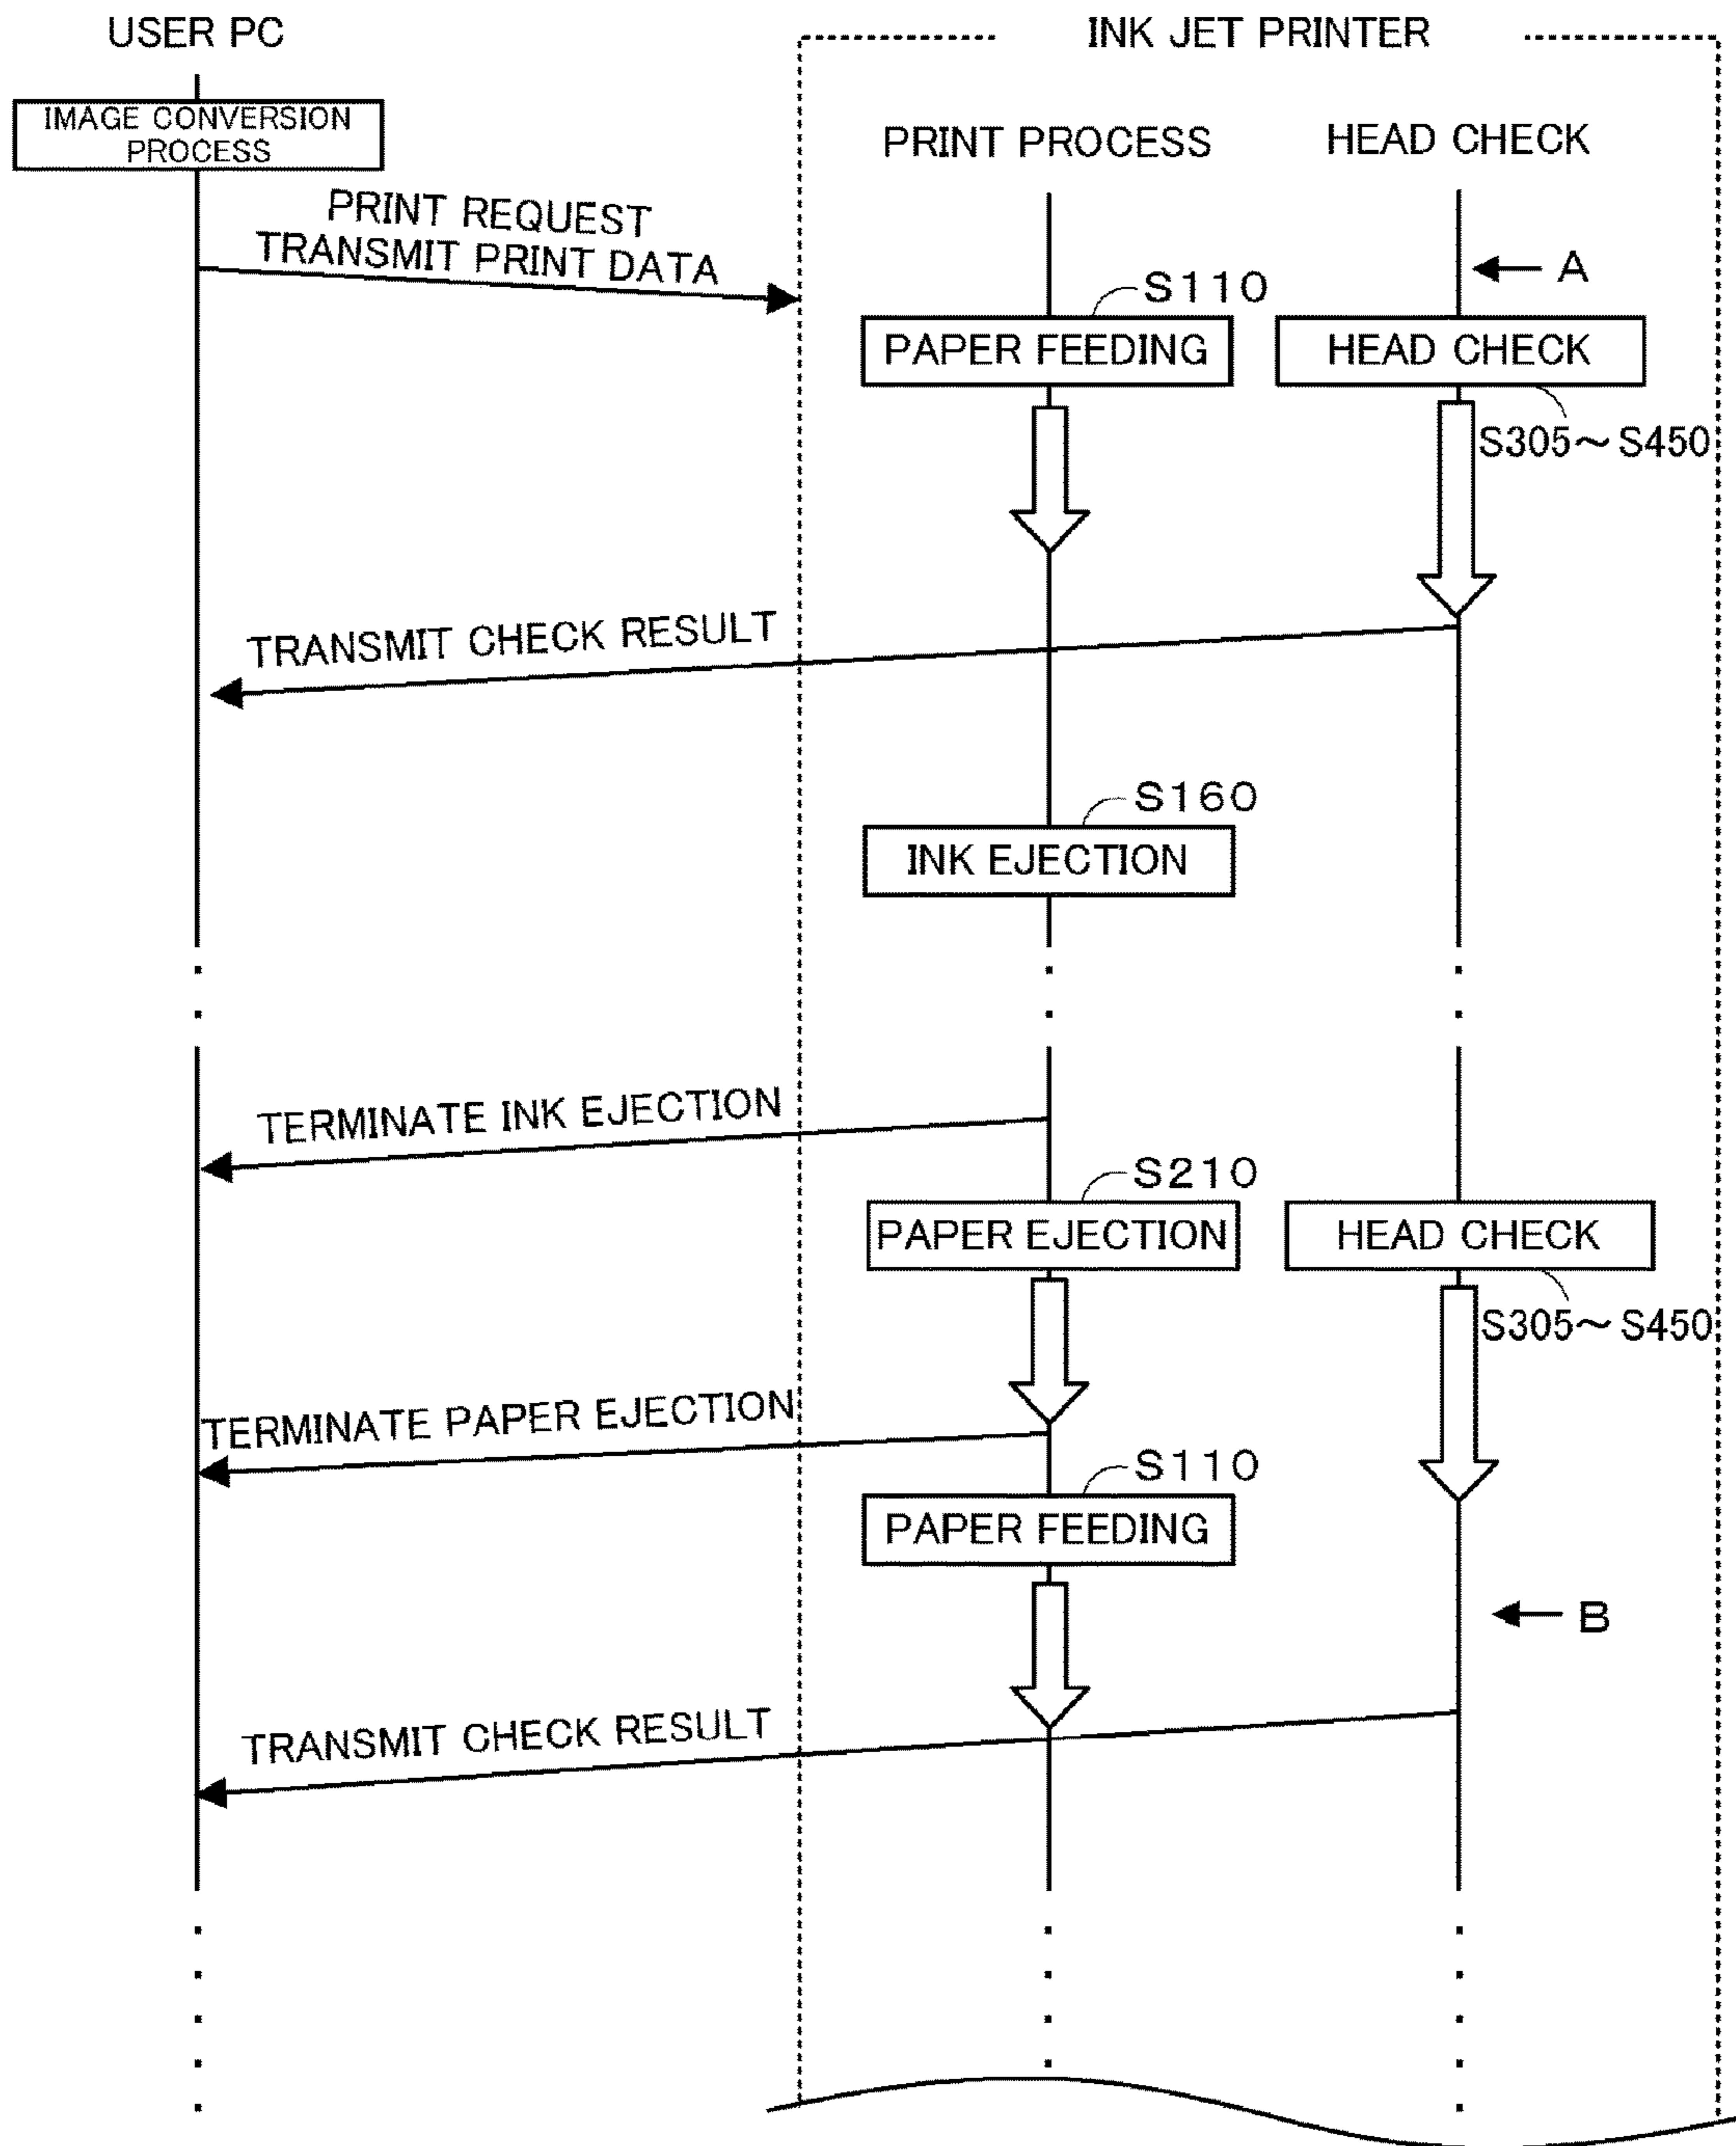 USER PC
INK JET PRINTER
IMAGE CONVERSION
PROCESS
PRINT PROCESS
HEAD CHECK
PRINT REQUEST
TRANSMIT PRINT DATA
A
S110
PAPER FEEDING
HEAD CHECK
S305～S450
TRANSMIT CHECK RESULT
S160
INK EJECTION
TERMINATE INK EJECTION
S210
PAPER EJECTION
HEAD CHECK
S305～S450
TERMINATE PAPER EJECTION
S110
PAPER FEEDING
B
TRANSMIT CHECK RESULT